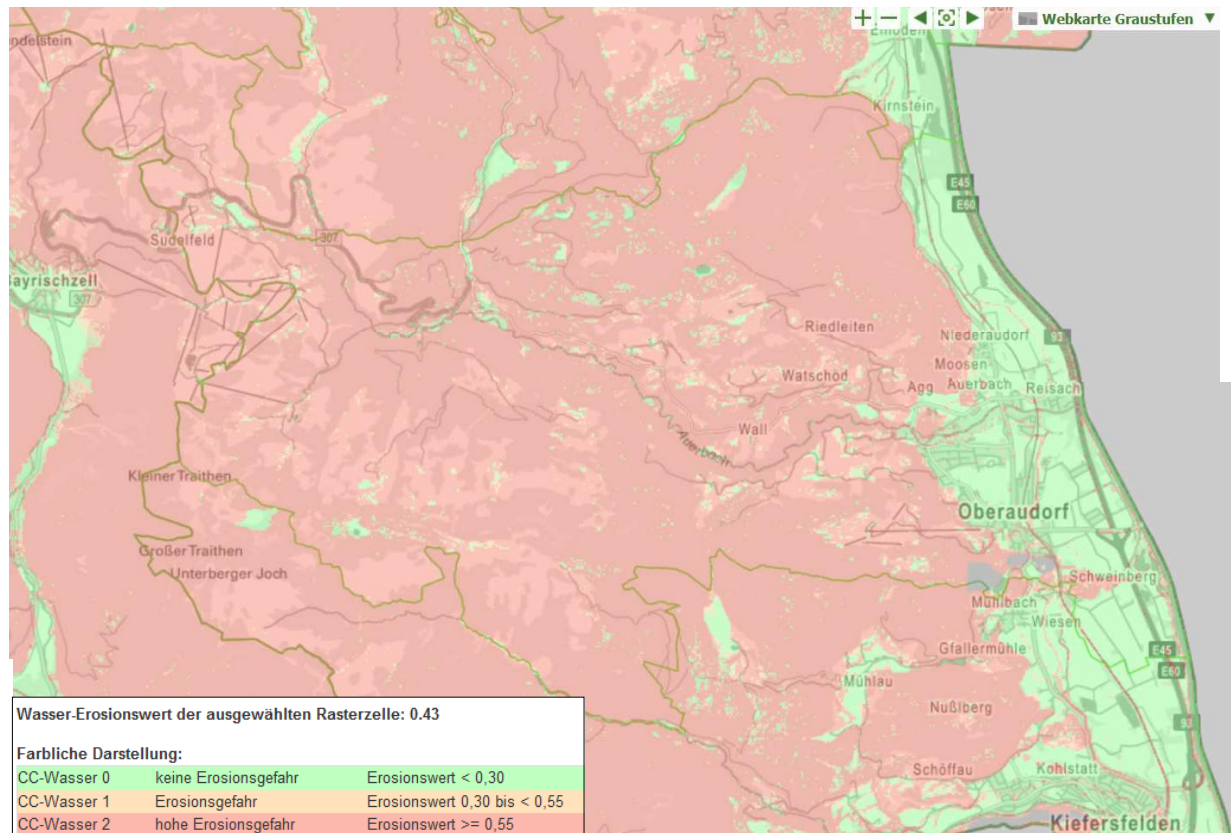 Webkarte Graustufen
Kirnstein
E45
E60
307
Sudelfeld
307
Riedleiten
Niederaudorf
93
Moosen
Watschöd
Agg
Auerbach
Reisach
Wall
Auerbach
Kleiner Traithen
Oberaudorf
Großer Traithen
Unterberger Joch
Schweinberg
Mühlbach
Wiesen
Gfallermühle
E45
E60
Mühlau
Nußlberg
93
Schöffau
Kohlstatt
Kiefersfelden
Wasser-Erosionswert der ausgewählten Rasterzelle: 0.43
Farbliche Darstellung:
CC-Wasser 0 keine Erosionsgefahr Erosionswert < 0,30
CC-Wasser 1 Erosionsgefahr Erosionswert 0,30 bis < 0,55
CC-Wasser 2 hohe Erosionsgefahr Erosionswert >= 0,55